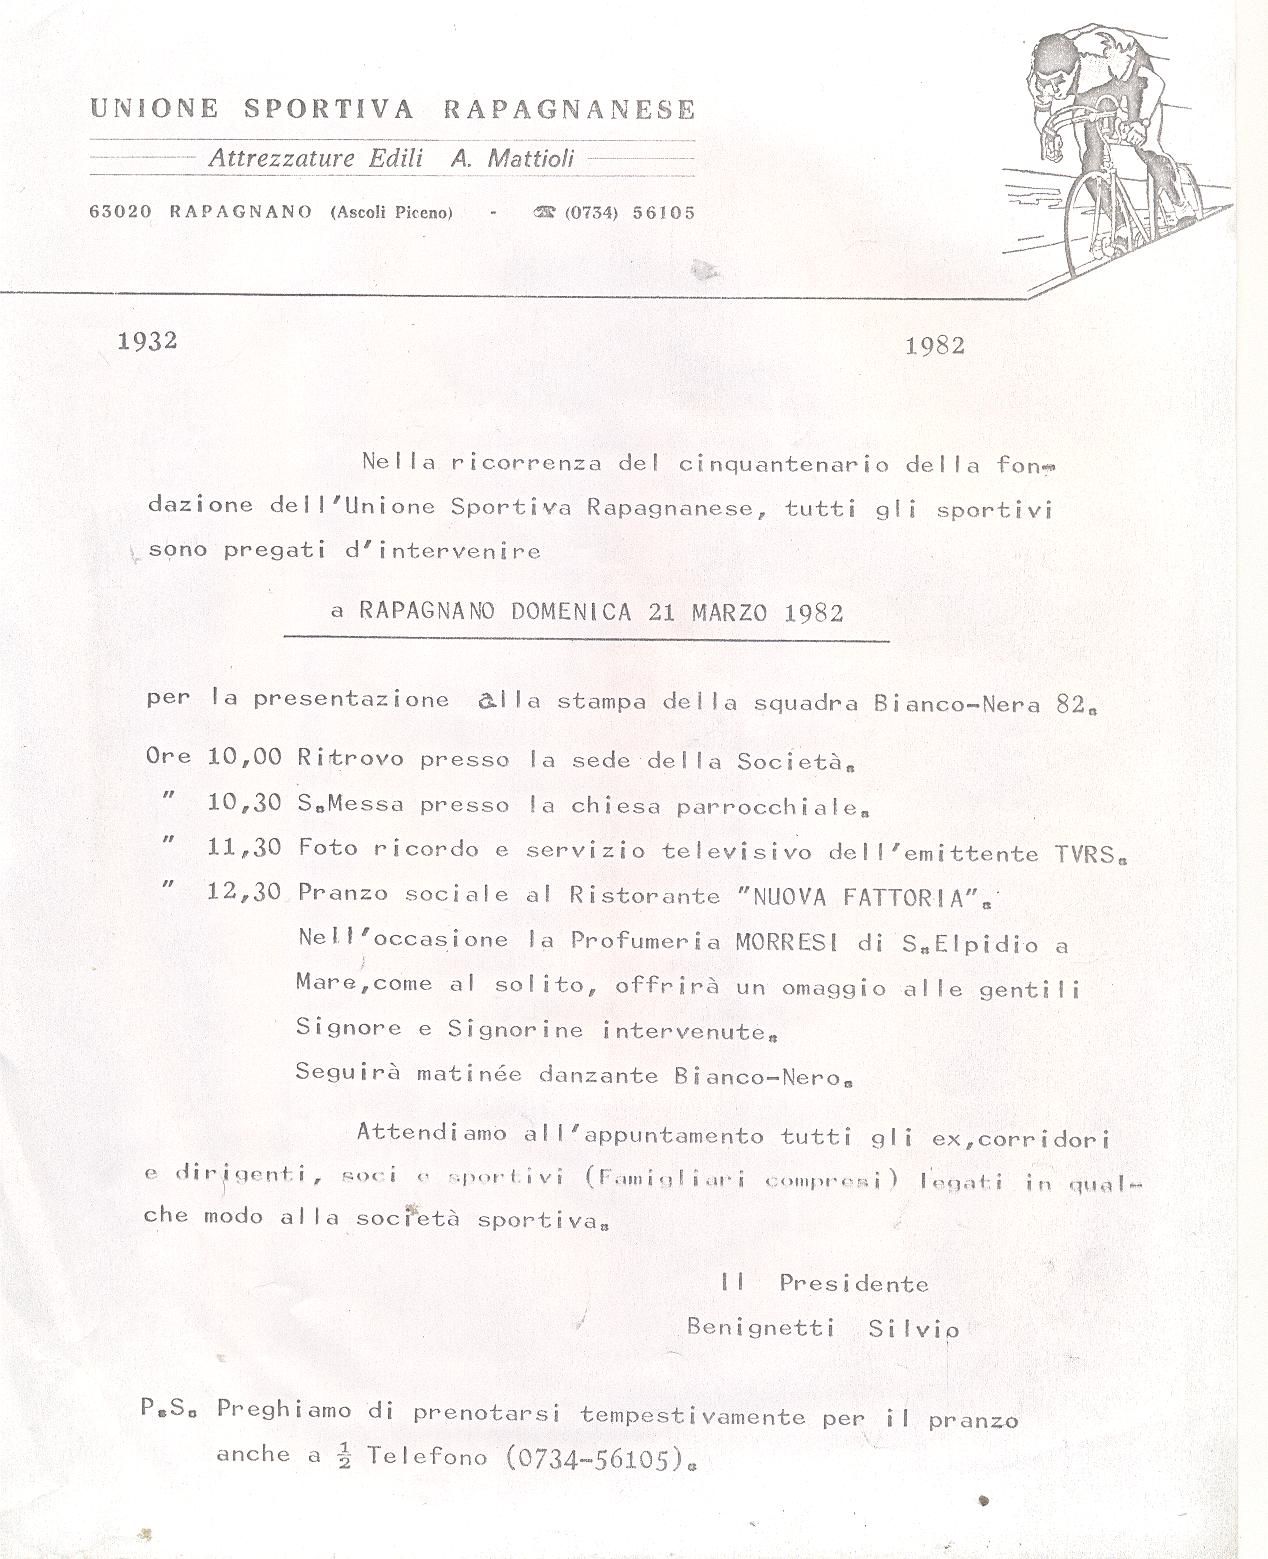 UNIONE SPORTIVA RAPAGNANESE
Attrezzature Edili A. Mattioli
63020 RAPAGNANO (Ascoli Piceno) - ☎ (0734) 56105
1932 1982
Nella ricorrenza del cinquantenario della fon-
dazione dell'Unione Sportiva Rapagnanese, tutti gli sportivi
sono pregati d'intervenire
a RAPAGNANO DOMENICA 21 MARZO 1982
per la presentazione alla stampa della squadra Bianco-Nera 82.
Ore 10,00 Ritrovo presso la sede della Società.
" 10,30 S.Messa presso la chiesa parrocchiale.
" 11,30 Foto ricordo e servizio televisivo dell'emittente TVRS.
" 12,30 Pranzo sociale al Ristorante "NUOVA FATTORIA".
Nell'occasione la Profumeria MORRESI di S.Elpidio a
Mare,come al solito, offrirà un omaggio alle gentili
Signore e Signorine intervenute.
Seguirà matinée danzante Bianco-Nero.
Attendiamo all'appuntamento tutti gli ex,corridori
e dirigenti, soci e sportivi (Famigliari compresi) legati in qual-
che modo alla società sportiva.
Il Presidente
Benignetti Silvio
P.S. Preghiamo di prenotarsi tempestivamente per il pranzo
anche a ½ Telefono (0734-56105).